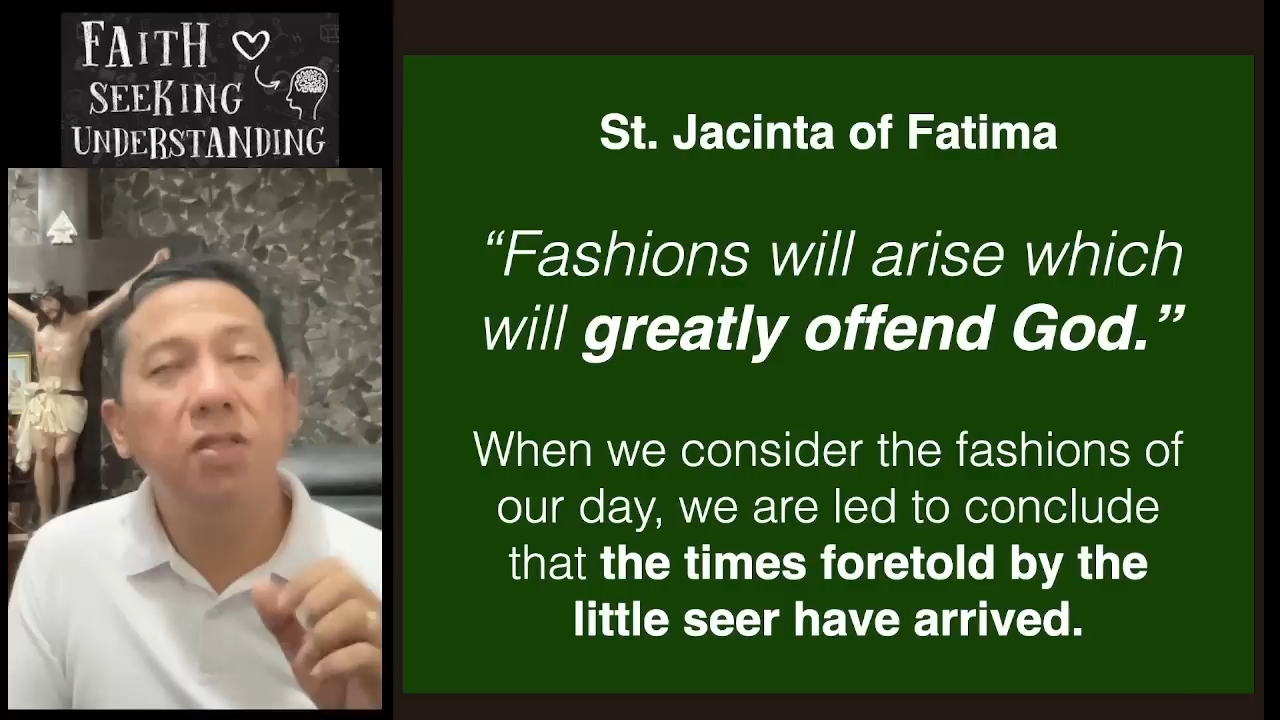 FAITH
SEEKING
UNDERSTANDING
St. Jacinta of Fatima
“Fashions will arise which
will greatly offend God.”
When we consider the fashions of
our day, we are led to conclude
that the times foretold by the
little seer have arrived.